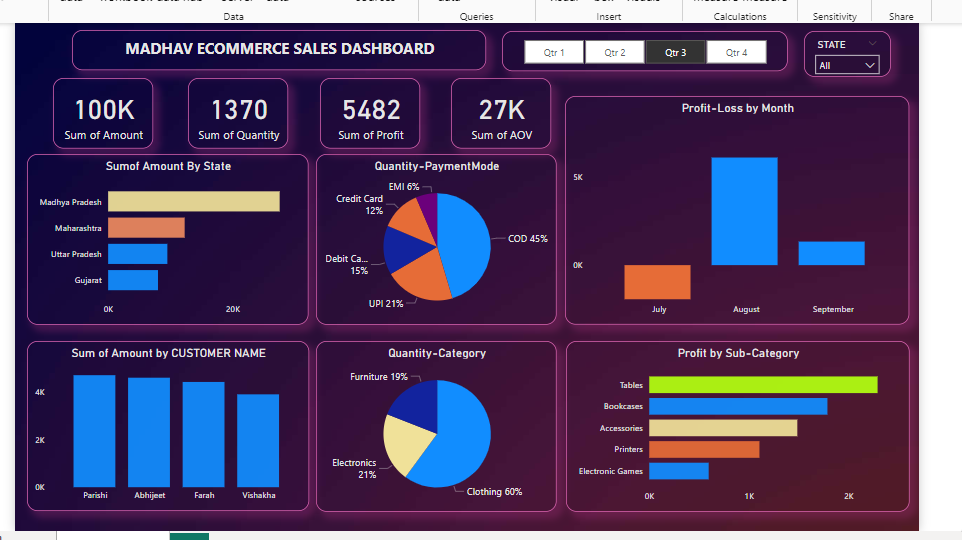 Data
Queries
Insert
Calculations
Sensitivity
Share
MADHAV ECOMMERCE SALES DASHBOARD
Qtr 1
Qtr 2
Qtr 3
Qtr 4
STATE
All
100K
Sum of Amount
1370
Sum of Quantity
5482
Sum of Profit
27K
Sum of AOV
Sumof Amount By State
Madhya Pradesh
Maharashtra
Uttar Pradesh
Gujarat
0K
20K
Quantity-PaymentMode
EMI 6%
Credit Card
12%
COD 45%
Debit Ca...
15%
UPI 21%
Profit-Loss by Month
5K
0K
July
August
September
Sum of Amount by CUSTOMER NAME
4K
2K
0K
Parishi
Abhijeet
Farah
Vishakha
Quantity-Category
Furniture 19%
Electronics
21%
Clothing 60%
Profit by Sub-Category
Tables
Bookcases
Accessories
Printers
Electronic Games
0K
1K
2K